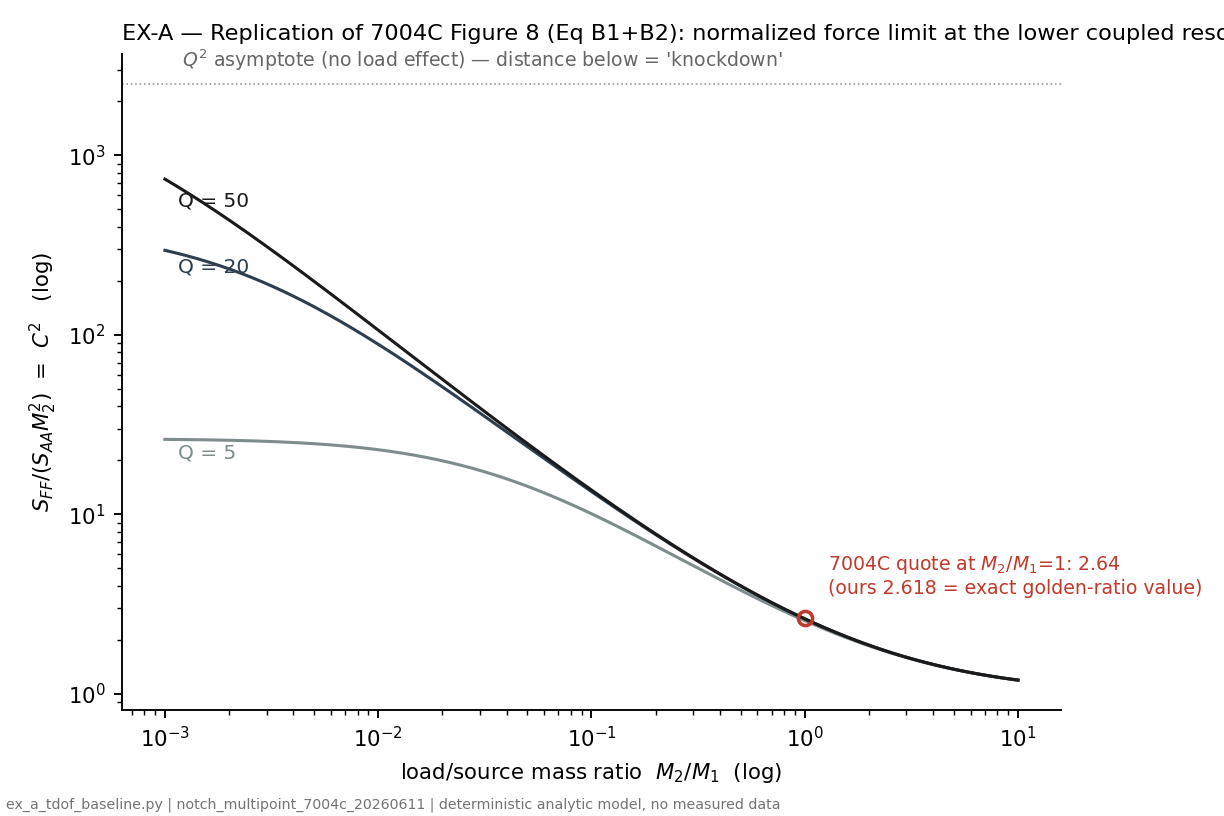 EX-A — Replication of 7004C Figure 8 (Eq B1+B2): normalized force limit at the lower coupled reso
Q² asymptote (no load effect) — distance below = 'knockdown'
10³
Q = 50
Q = 20
10²
S_FF/(S_AA M₂²) = C² (log)
Q = 5
10¹
7004C quote at M₂/M₁=1: 2.64
(ours 2.618 = exact golden-ratio value)
10⁰
10⁻³ 10⁻² 10⁻¹ 10⁰ 10¹
load/source mass ratio M₂/M₁ (log)
ex_a_tdof_baseline.py | notch_multipoint_7004c_20260611 | deterministic analytic model, no measured data